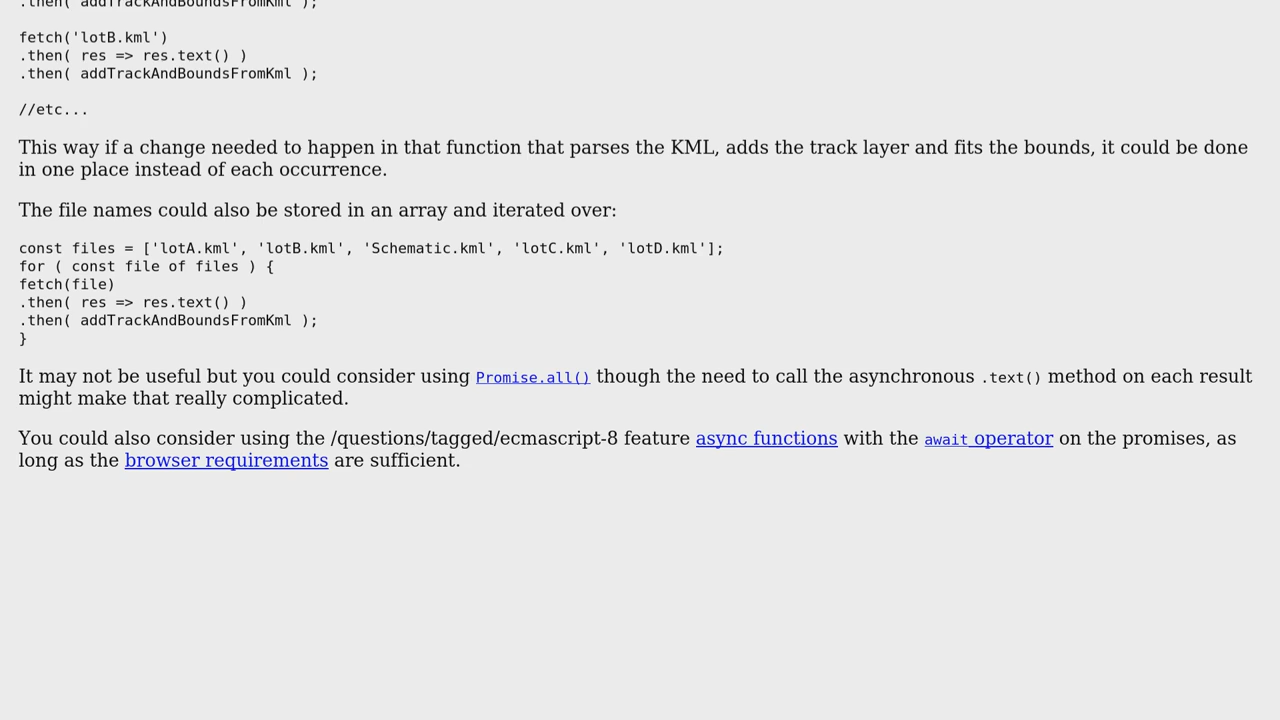 .then( addTrackAndBoundsFromKml );
fetch('lotB.kml')
.then( res => res.text() )
.then( addTrackAndBoundsFromKml );
//etc...
This way if a change needed to happen in that function that parses the KML, adds the track layer and fits the bounds, it could be done
in one place instead of each occurrence.
The file names could also be stored in an array and iterated over:
const files = ['lotA.kml', 'lotB.kml', 'Schematic.kml', 'lotC.kml', 'lotD.kml'];
for ( const file of files ) {
fetch(file)
.then( res => res.text() )
.then( addTrackAndBoundsFromKml );
}
It may not be useful but you could consider using Promise.all() though the need to call the asynchronous .text() method on each result
might make that really complicated.
You could also consider using the /questions/tagged/ecmascript-8 feature async functions with the await operator on the promises, as
long as the browser requirements are sufficient.